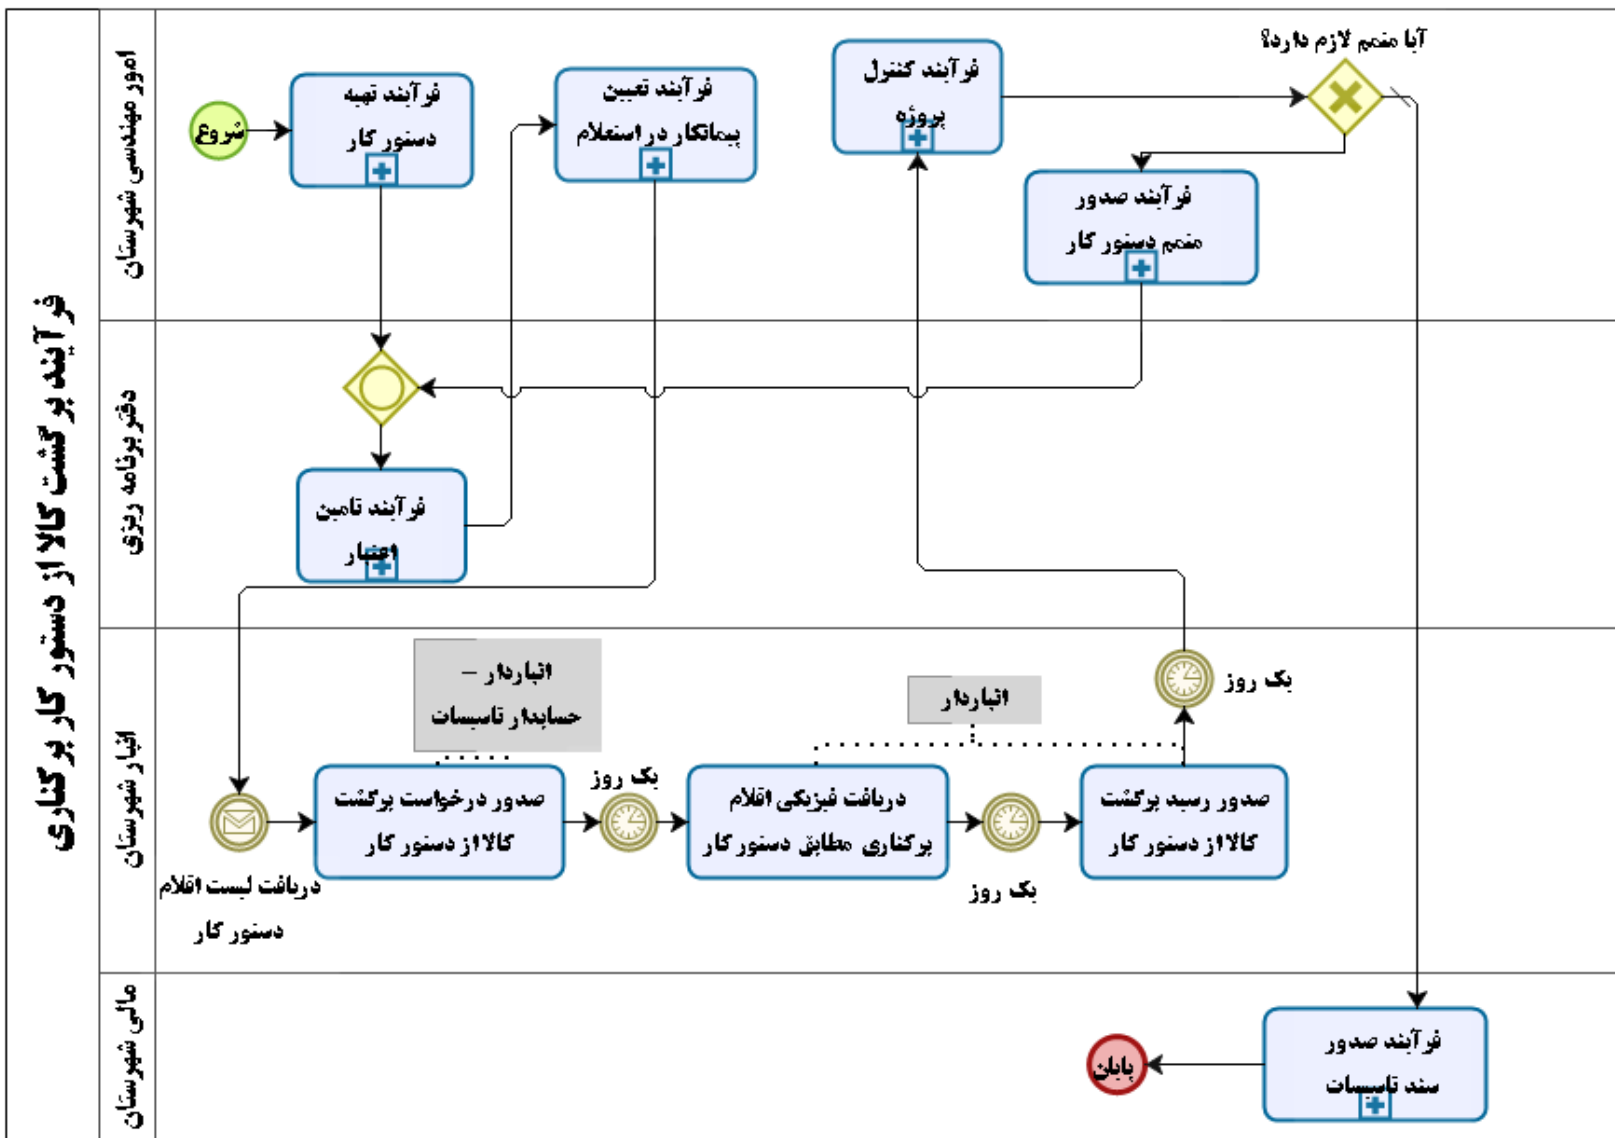 فرآیند برگشت کالا از دستور کار برکناری
امور مهندسی شهرستان
شروع
فرآیند تهیه
دستور کار
فرآیند تعیین
پیمانکار در استعلام
فرآیند کنترل
پروژه
آیا متمم لازم دارد؟
فرآیند صدور
متمم دستور کار
دفتر برنامه ریزی
فرآیند تامین
اعتبار
انبار شهرستان
دریافت لیست اقلام
دستور کار
انباردار –
حسابدار تاسیسات
صدور درخواست برگشت
کالا از دستور کار
یک روز
انباردار
دریافت فیزیکی اقلام
برکناری مطابق دستور کار
یک روز
صدور رسید برگشت
کالا از دستور کار
یک روز
مالی شهرستان
فرآیند صدور
سند تاسیسات
پایان